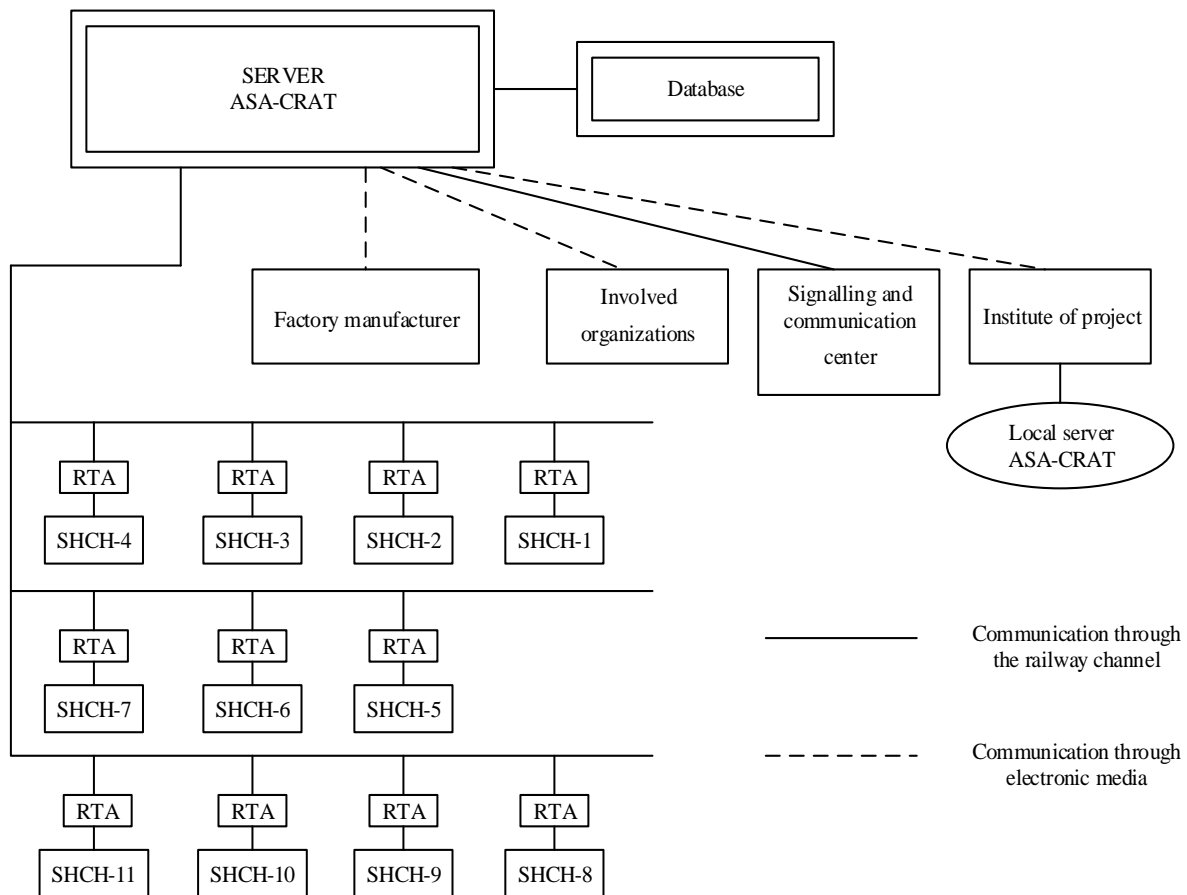 SERVER
ASA-CRAT
Database
Factory manufacturer
Involved
organizations
Signalling and
communication
center
Institute of project
Local server
ASA-CRAT
RTA
RTA
RTA
RTA
SHCH-4
SHCH-3
SHCH-2
SHCH-1
RTA
RTA
RTA
SHCH-7
SHCH-6
SHCH-5
Communication through
the railway channel
Communication through
electronic media
RTA
RTA
RTA
RTA
SHCH-11
SHCH-10
SHCH-9
SHCH-8